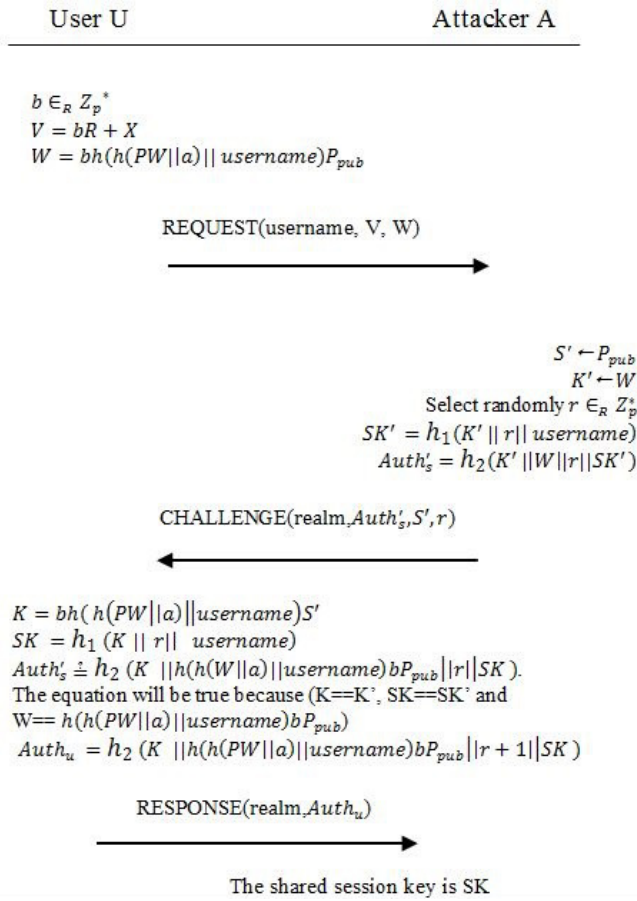 User U
Attacker A
b ∈_R Z_p^*
V = bR + X
W = bh(h(PW||a)|| username)P_pub
REQUEST(username, V, W)
S' ← P_pub
K' ← W
Select randomly r ∈_R Z_p^*
SK' = h_1(K' || r|| username)
Auth'_s = h_2(K' ||W||r||SK')
CHALLENGE(realm,Auth'_s,S',r)
K = bh( h(PW||a)||username)S'
SK = h_1 (K || r|| username)
Auth'_s ≟ h_2 (K ||h(h(W||a)||username)bP_pub||r||SK ).
The equation will be true because (K==K', SK==SK' and
W== h(h(PW||a)||username)bP_pub)
Auth_u = h_2 (K ||h(h(PW||a)||username)bP_pub||r + 1||SK )
RESPONSE(realm,Auth_u)
The shared session key is SK